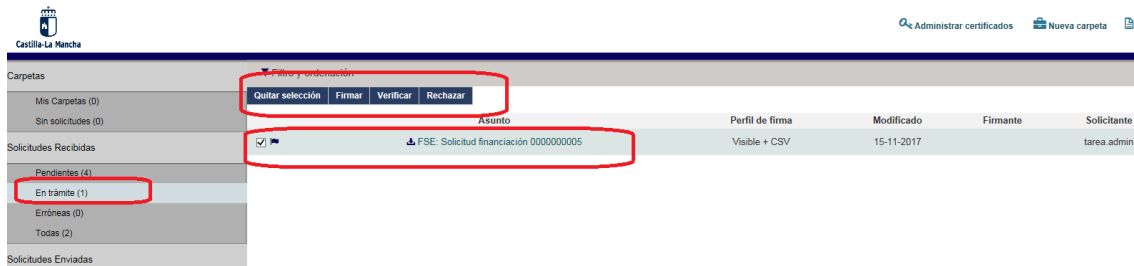 Castilla-La Mancha
Administrar certificados Nueva carpeta
Carpetas
Mis Carpetas (0)
Sin solicitudes (0)
Solicitudes Recibidas
Pendientes (4)
En trámite (1)
Erróneas (0)
Todas (2)
Solicitudes Enviadas
Filtro y ordenación
Quitar selección Firmar Verificar Rechazar
Asunto Perfil de firma Modificado Firmante Solicitante
FSE: Solicitud financiación 0000000005 Visible + CSV 15-11-2017 tarea.admin